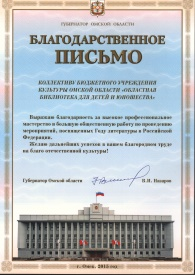 ГУБЕРНАТОР ОМСКОЙ ОБЛАСТИ
БЛАГОДАРСТВЕННОЕ
ПИСЬМО
КОЛЛЕКТИВ БЮДЖЕТНОГО УЧРЕЖДЕНИЯ
КУЛЬТУРЫ ОМСКОЙ ОБЛАСТИ «ОБЛАСТНАЯ
БИБЛИОТЕКА ДЛЯ ДЕТЕЙ И ЮНОШЕСТВА»
Выражаю благодарность за высокое профессиональное
мастерство и большую общественную работу по проведению
мероприятий, посвященных Году литературы в Российской
Федерации.
Желаю дальнейших успехов в вашем благородном труде
на благо отечественной культуры!
Губернатор Омской области
В.И. Назаров
г. Омск, 2015 год